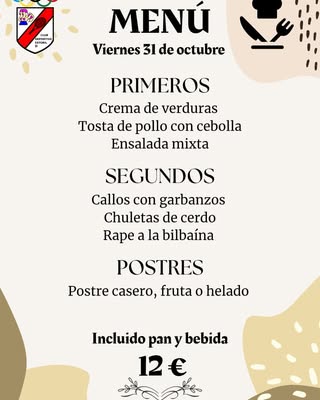 MENÚ
Viernes 31 de octubre
PRIMEROS
Crema de verduras
Tosta de pollo con cebolla
Ensalada mixta
SEGUNDOS
Callos con garbanzos
Chuletas de cerdo
Rape a la bilbaína
POSTRES
Postre casero, fruta o helado
Incluido pan y bebida
12 €